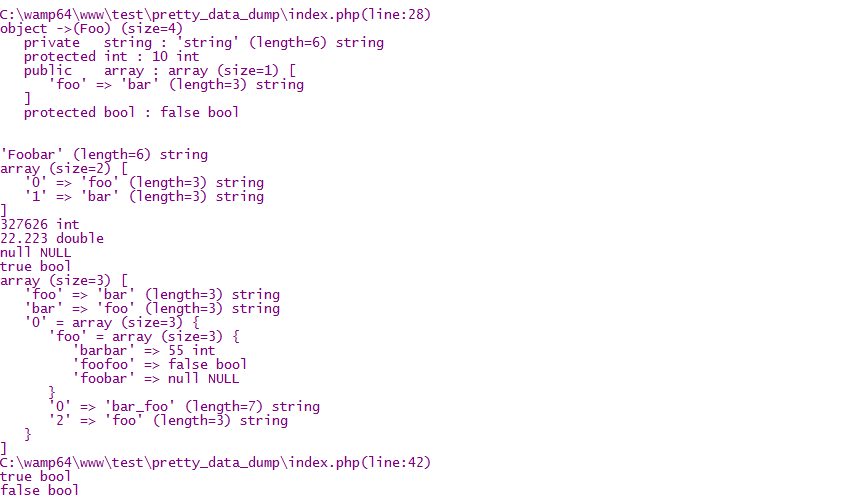 C:\wamp64\www\test\pretty_data_dump\index.php(line:28)
object ->(Foo) (size=4)
   private   string : 'string' (length=6) string
   protected int : 10 int
   public    array : array (size=1) [
      'foo' => 'bar' (length=3) string
   ]
   protected bool : false bool
'Foobar' (length=6) string
array (size=2) [
   '0' => 'foo' (length=3) string
   '1' => 'bar' (length=3) string
]
327626 int
22.223 double
null NULL
true bool
array (size=3) [
   'foo' => 'bar' (length=3) string
   'bar' => 'foo' (length=3) string
   '0' = array (size=3) {
      'foo' = array (size=3) {
         'barbar' => 55 int
         'foofoo' => false bool
         'foobar' => null NULL
      }
      '0' => 'bar_foo' (length=7) string
      '2' => 'foo' (length=3) string
   }
]
C:\wamp64\www\test\pretty_data_dump\index.php(line:42)
true bool
false bool